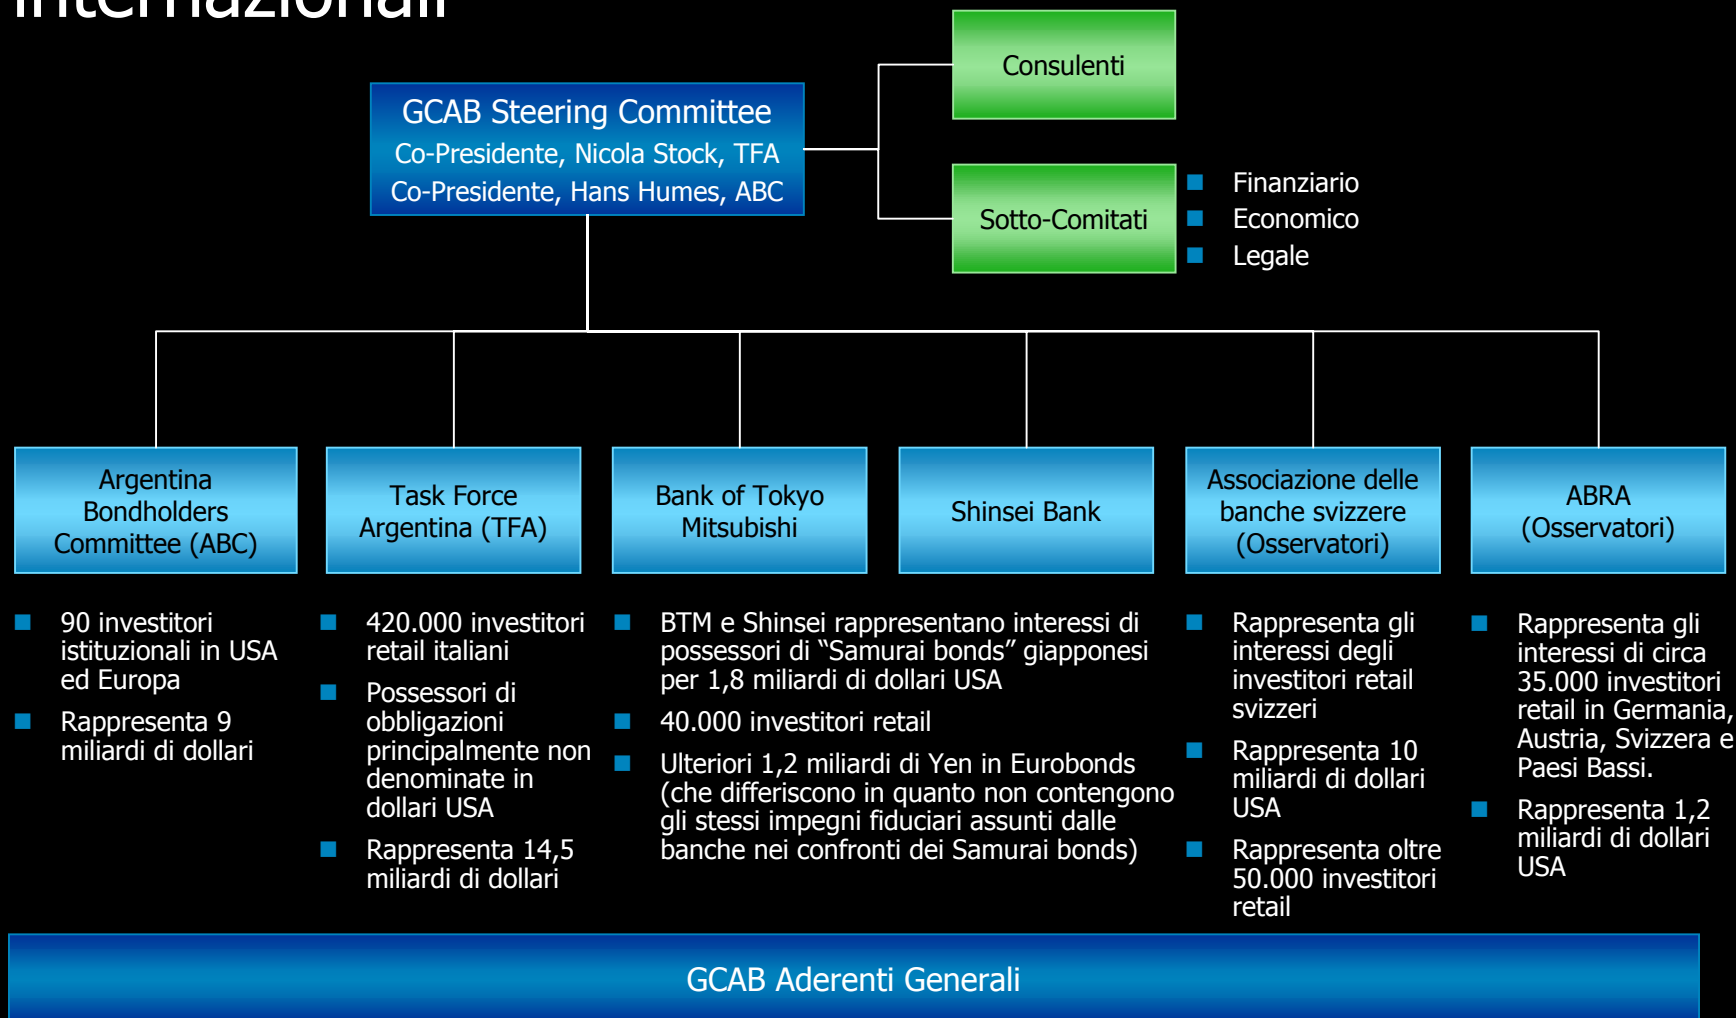 internazionali
Consulenti
GCAB Steering Committee
Co-Presidente, Nicola Stock, TFA
Co-Presidente, Hans Humes, ABC
Sotto-Comitati
Finanziario
Economico
Legale
Argentina
Bondholders
Committee (ABC)
Task Force
Argentina (TFA)
Bank of Tokyo
Mitsubishi
Shinsei Bank
Associazione delle
banche svizzere
(Osservatori)
ABRA
(Osservatori)
90 investitori
istituzionali in USA
ed Europa
Rappresenta 9
miliardi di dollari
420.000 investitori
retail italiani
Possessori di
obbligazioni
principalmente non
denominate in
dollari USA
Rappresenta 14,5
miliardi di dollari
BTM e Shinsei rappresentano interessi di
possessori di “Samurai bonds” giapponesi
per 1,8 miliardi di dollari USA
40.000 investitori retail
Ulteriori 1,2 miliardi di Yen in Eurobonds
(che differiscono in quanto non contengono
gli stessi impegni fiduciari assunti dalle
banche nei confronti dei Samurai bonds)
Rappresenta gli
interessi degli
investitori retail
svizzeri
Rappresenta 10
miliardi di dollari
USA
Rappresenta oltre
50.000 investitori
retail
Rappresenta gli
interessi di circa
35.000 investitori
retail in Germania,
Austria, Svizzera e
Paesi Bassi.
Rappresenta 1,2
miliardi di dollari
USA
GCAB Aderenti Generali